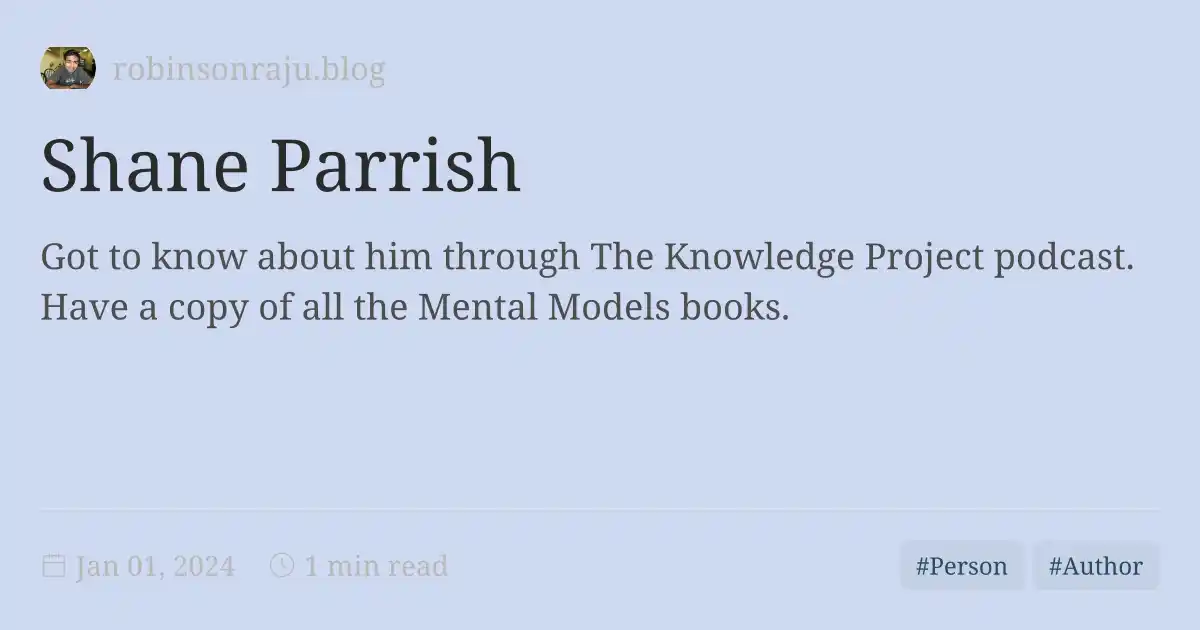 robinsonraju.blog
Shane Parrish
Got to know about him through The Knowledge Project podcast.
Have a copy of all the Mental Models books.
Jan 01, 2024 1 min read #Person #Author